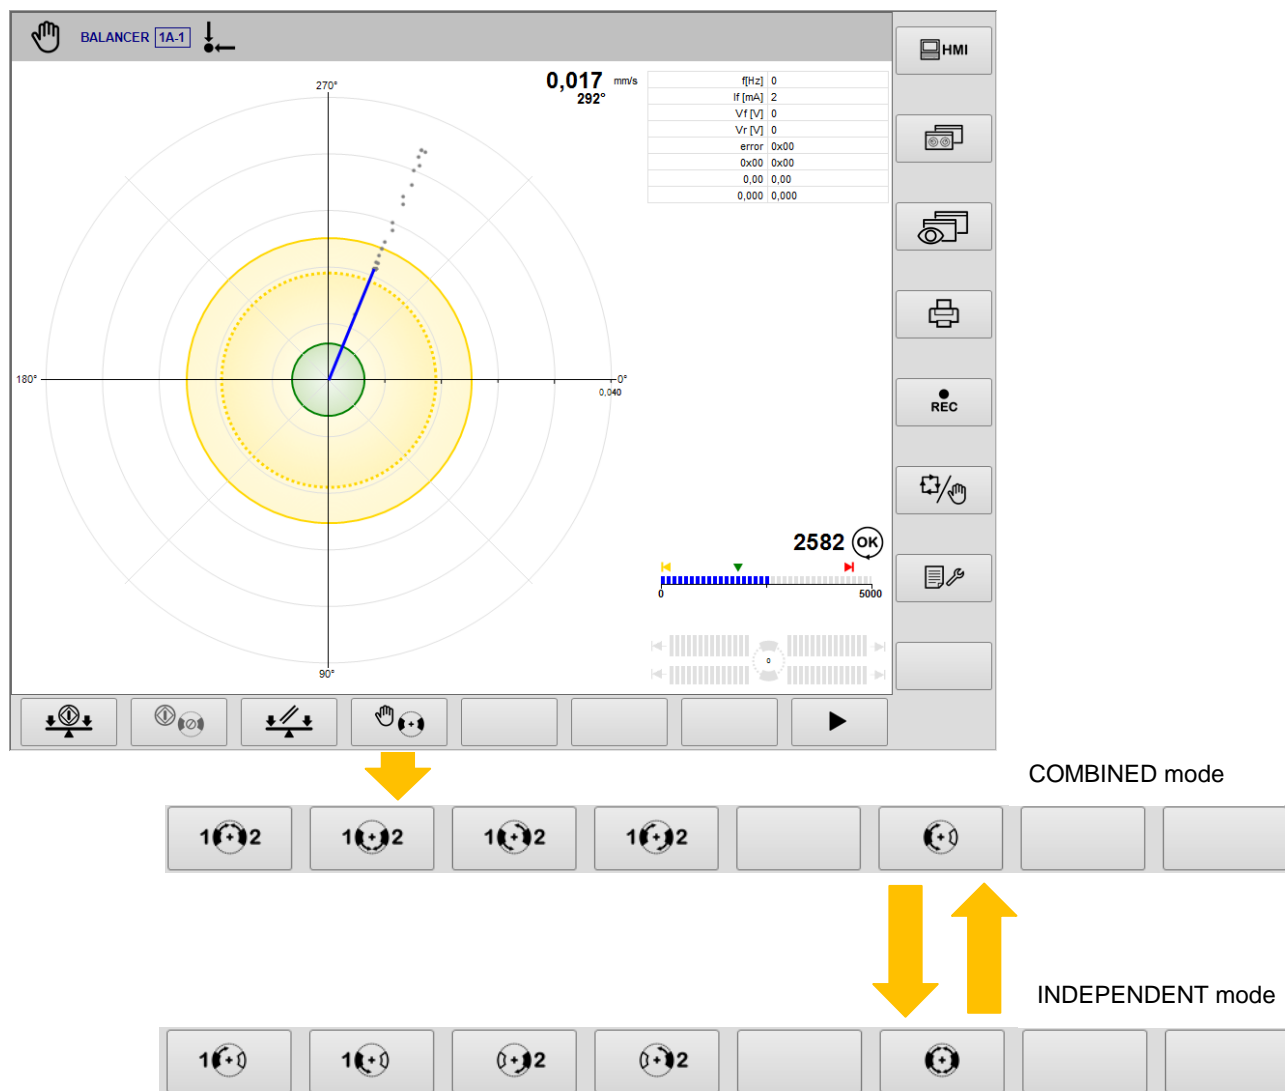 BALANCER 1A-1
HMI
0,017 mm/s
292°
f[Hz] 0
If [mA] 2
Vf [V] 0
Vr [V] 0
error 0x00
0x00 0x00
0,00 0,00
0,000 0,000
270°
180°
0°
0,040
90°
REC
2582 OK
0 5000
0
COMBINED mode
1 2
1 2
1 2
1 2
INDEPENDENT mode
1
1
2
2